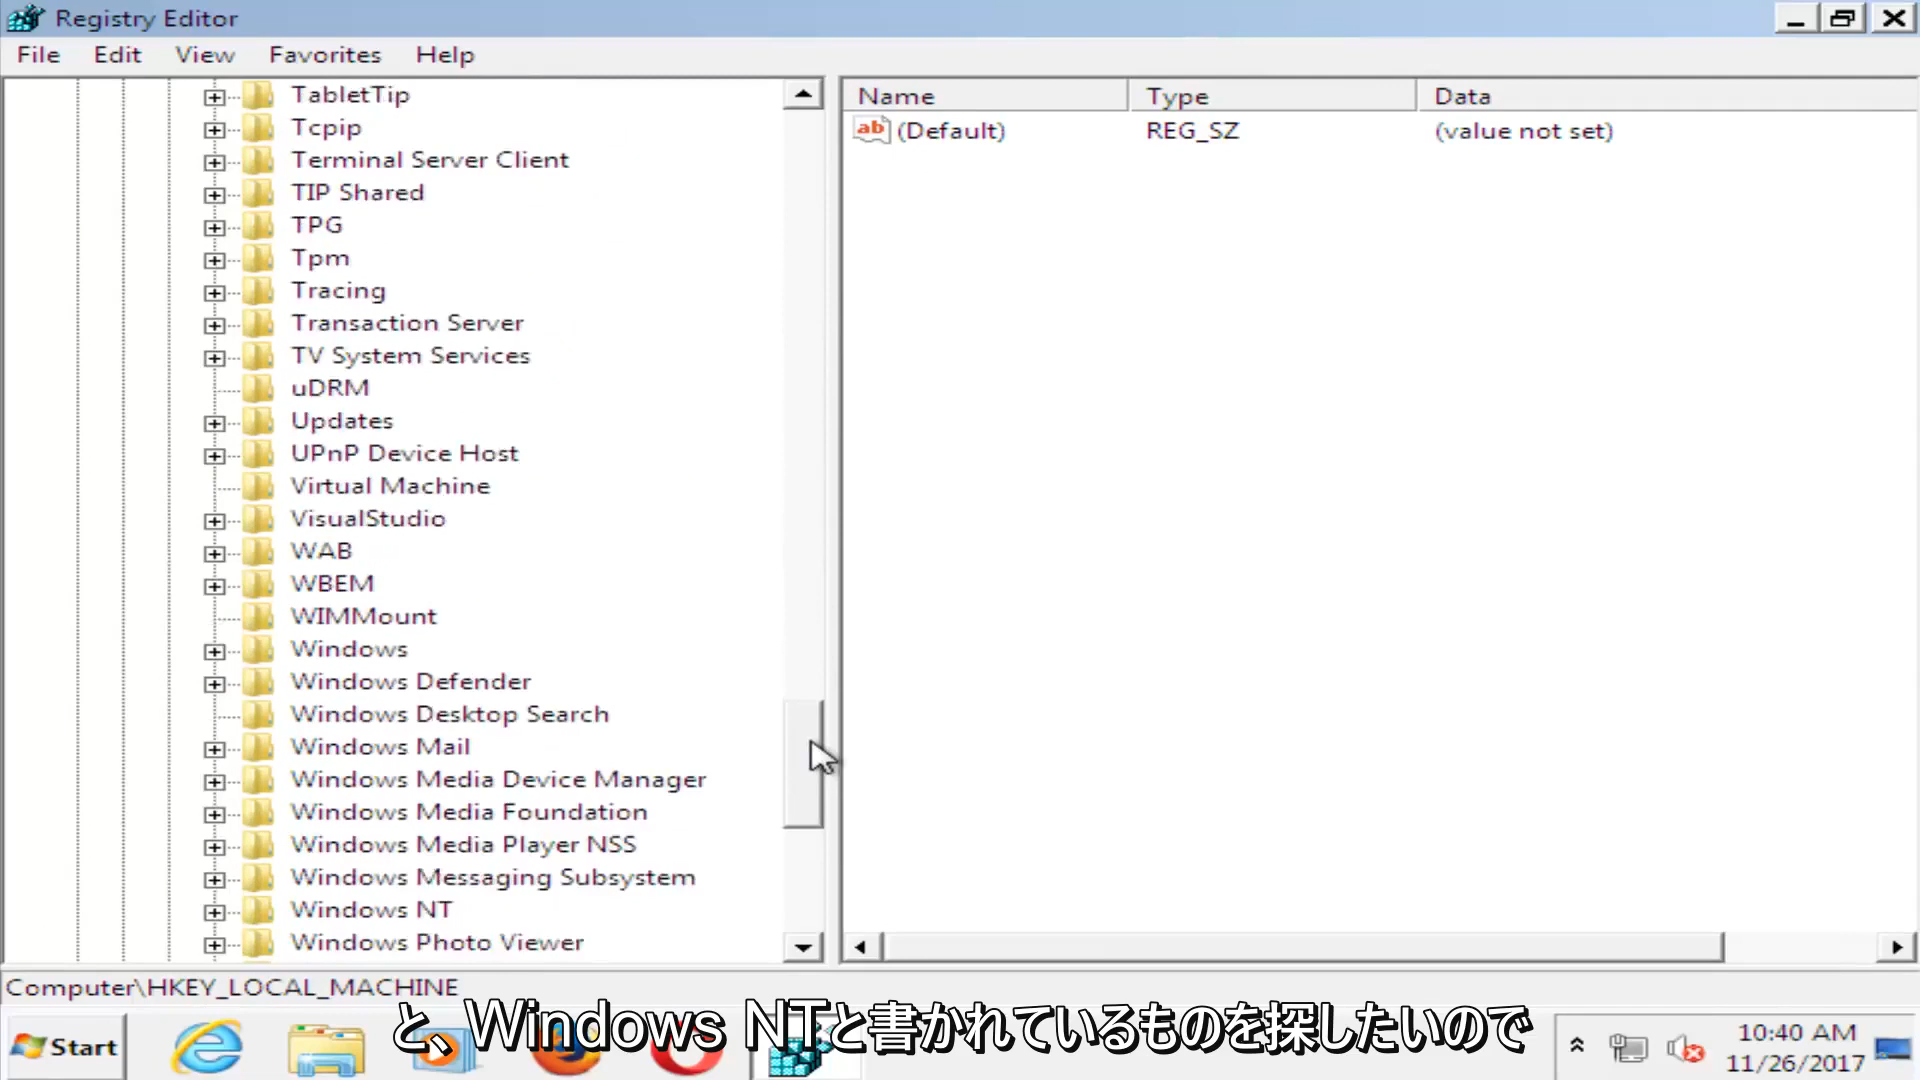 Registry Editor
File Edit View Favorites Help
TabletTip
Tcpip
Terminal Server Client
TIP Shared
TPG
Tpm
Tracing
Transaction Server
TV System Services
uDRM
Updates
UPnP Device Host
Virtual Machine
VisualStudio
WAB
WBEM
WIMMount
Windows
Windows Defender
Windows Desktop Search
Windows Mail
Windows Media Device Manager
Windows Media Foundation
Windows Media Player NSS
Windows Messaging Subsystem
Windows NT
Windows Photo Viewer
Name Type Data
ab (Default) REG_SZ (value not set)
Computer\HKEY_LOCAL_MACHINE
と、Windows NTと書かれているものを探したいので
Start
10:40 AM
11/26/2017